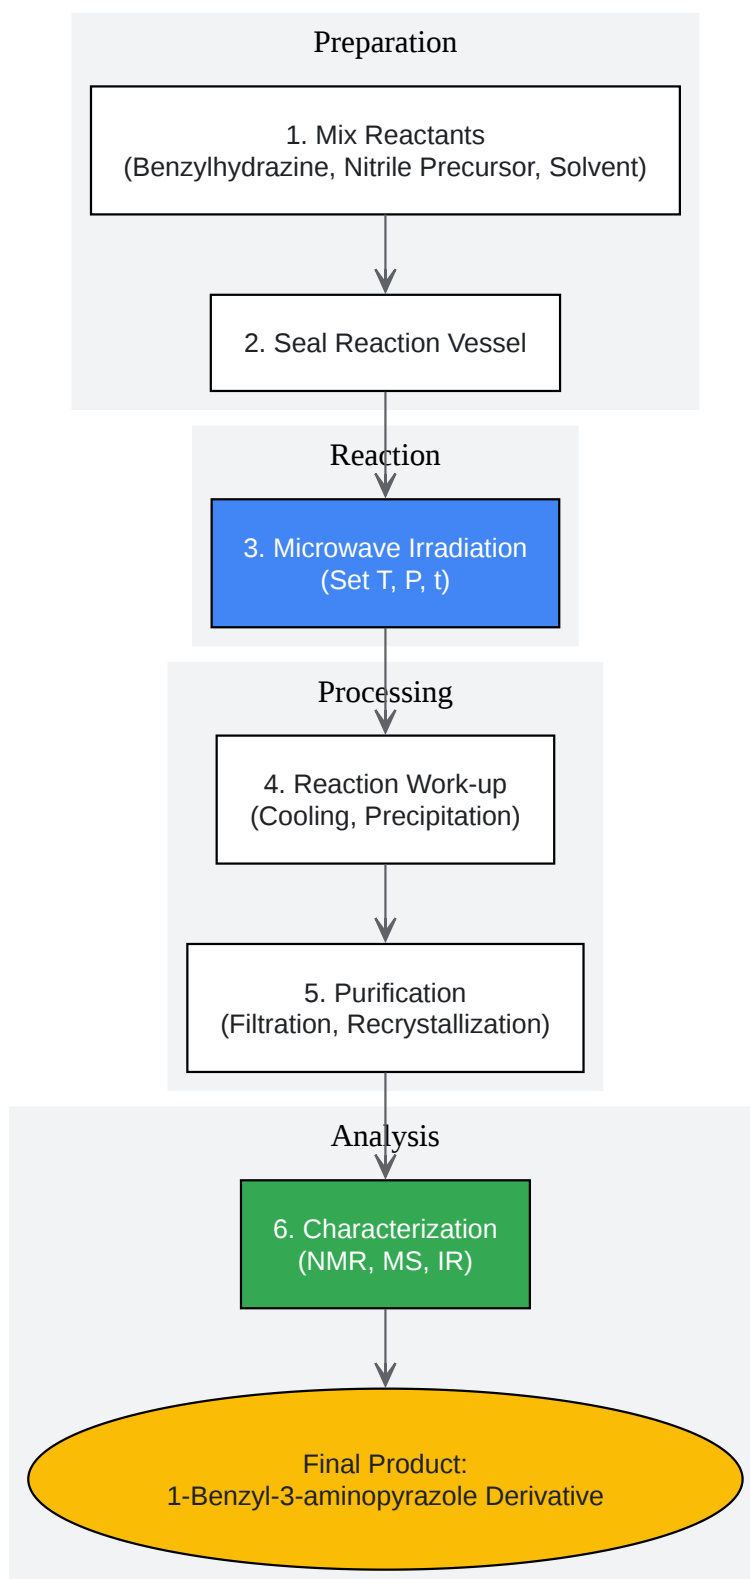 Preparation
1. Mix Reactants
(Benzylhydrazine, Nitrile Precursor, Solvent)
2. Seal Reaction Vessel
Reaction
3. Microwave Irradiation
(Set T, P, t)
Processing
4. Reaction Work-up
(Cooling, Precipitation)
5. Purification
(Filtration, Recrystallization)
Analysis
6. Characterization
(NMR, MS, IR)
Final Product:
1-Benzyl-3-aminopyrazole Derivative